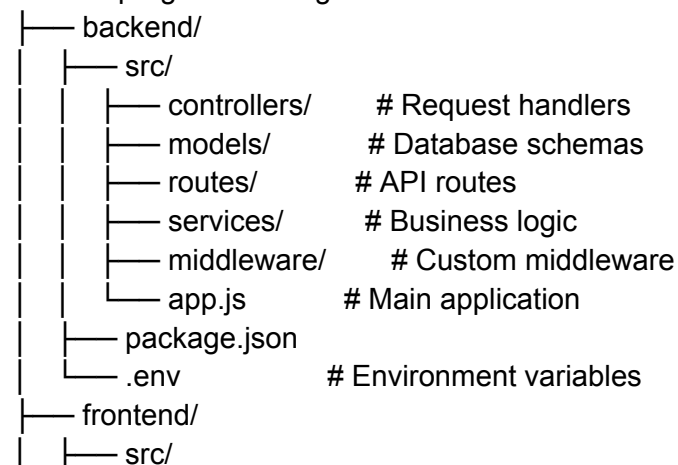 ├── backend/
│   ├── src/
│   │   ├── controllers/     # Request handlers
│   │   ├── models/     # Database schemas
│   │   ├── routes/     # API routes
│   │   ├── services/     # Business logic
│   │   ├── middleware/     # Custom middleware
│   │   └── app.js     # Main application
│   ├── package.json
│   └── .env     # Environment variables
├── frontend/
│   ├── src/